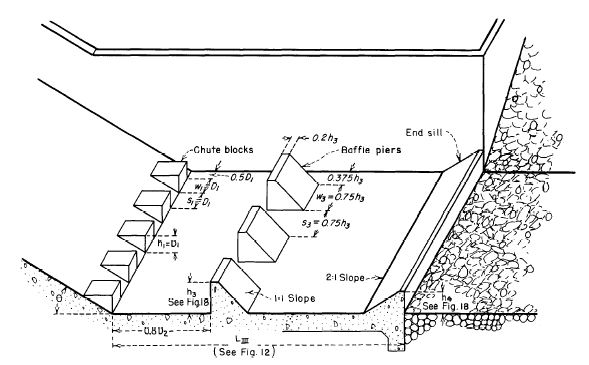 0.2h₃
Chute blocks
Baffle piers
End sill
0.5D₁
0.375h₃
w₁=D₁
w₃=0.75h₃
s₁=D₁
s₃=0.75h₃
h₁=D₁
2:1 Slope
h₃
See Fig.18
1:1 Slope
h₄
See Fig.18
θ
0.8D₂
L III
(See Fig. 12)